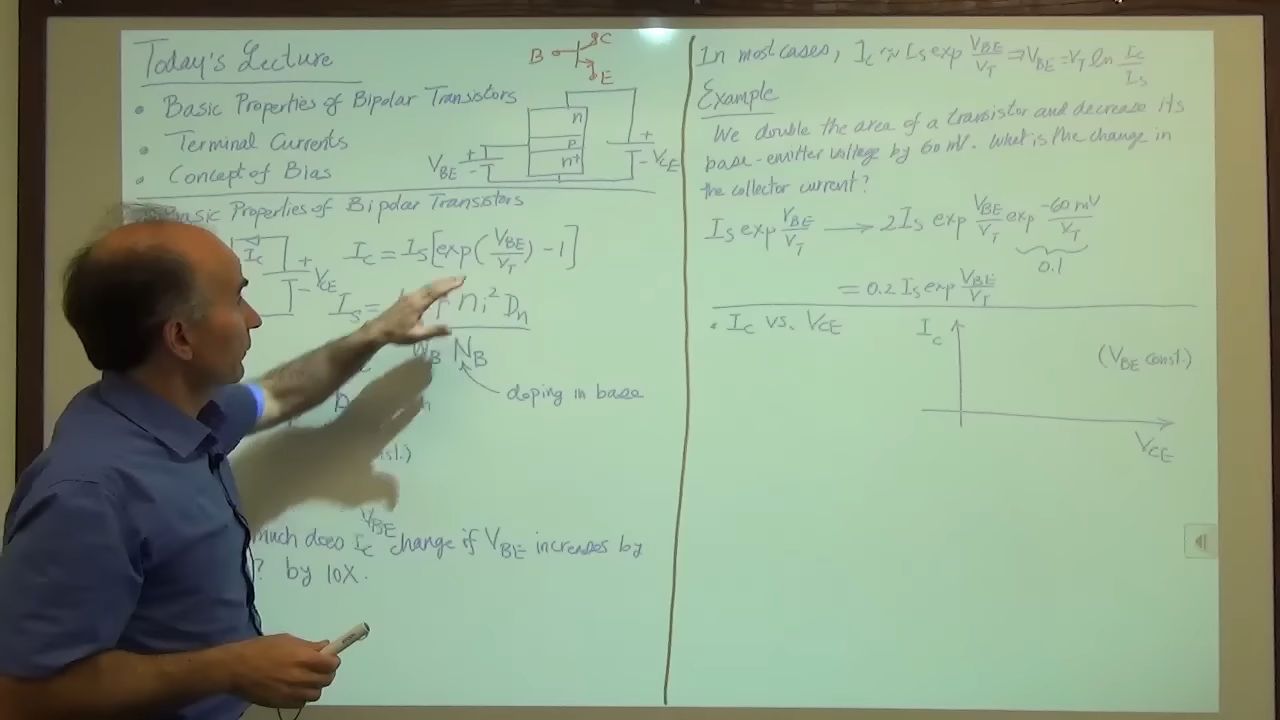 Today's Lecture
• Basic Properties of Bipolar Transistors
• Terminal Currents
• Concept of Bias
B
C
E
n
p
n+
VBE
+
-
+
- VCE
Basic Properties of Bipolar Transistors
Ic
+
- VCE
Ic = Is[exp(VBE/VT) - 1]
Is =
ni² Dn
WB NB
doping in base
VBE
much does Ic change if VBE increases by
? by 10X.
In most cases, Ic ≈ Is exp VBE/VT ⇒ VBE = VT ln Ic/Is
Example
We double the area of a transistor and decrease its
base-emitter voltage by 60 mV. What is the change in
the collector current?
Is exp VBE/VT → 2Is exp VBE/VT exp -60 mV/VT
0.1
= 0.2 Is exp VBE/VT
• Ic vs. VCE
Ic
(VBE const.)
VCE